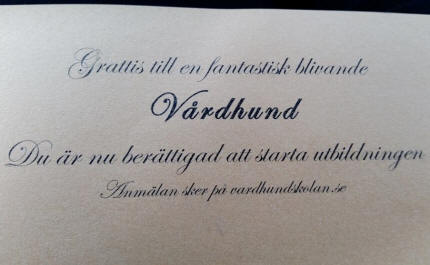 Grattis till en fantastisk blivande
Vårdhund
Du är nu berättigad att starta utbildningen
Anmälan sker på vardhundskolan.se